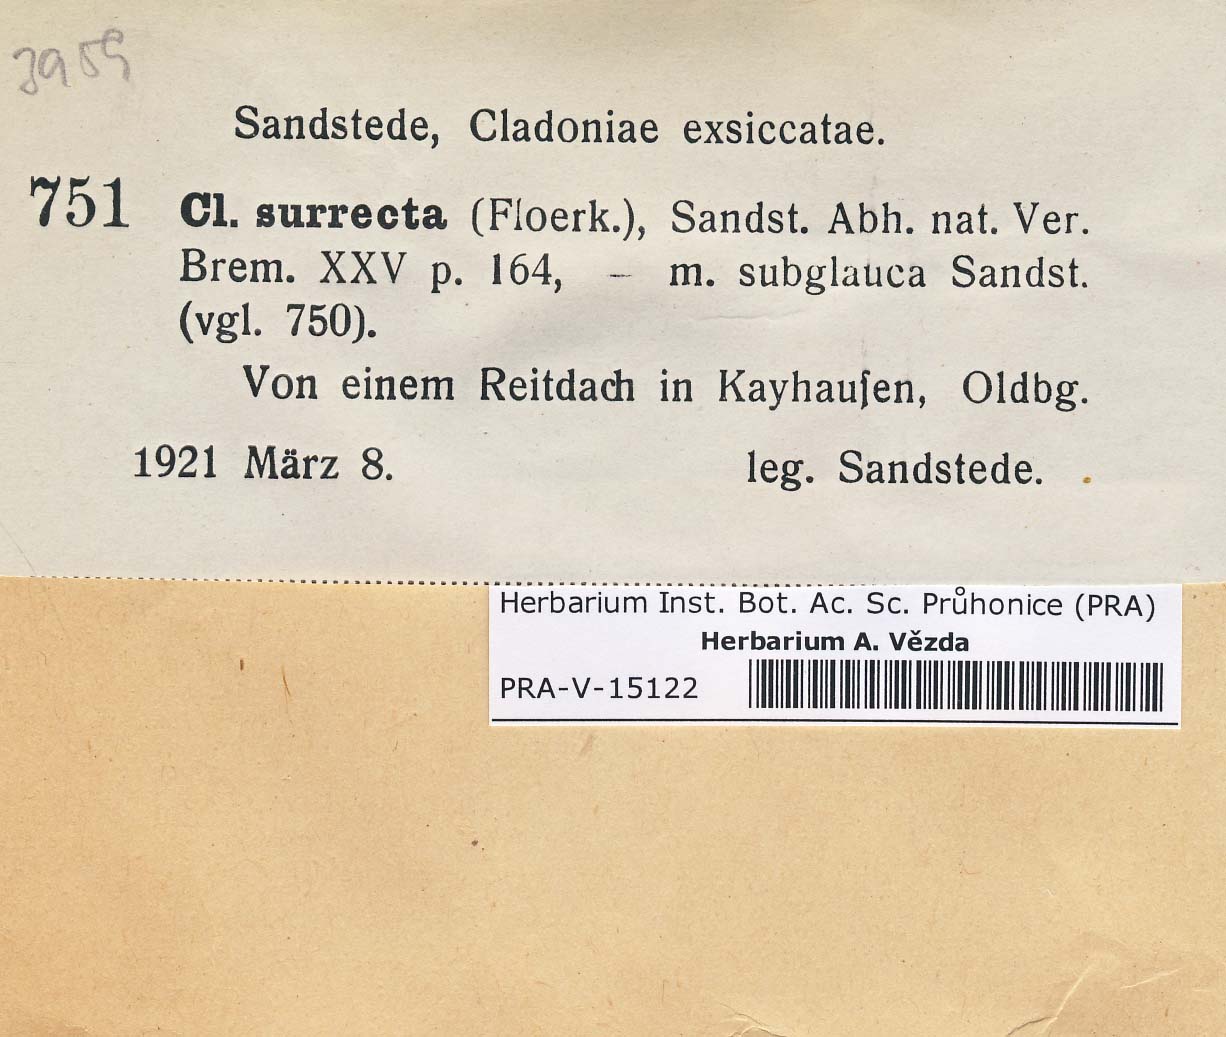 3959
Sandstede, Cladoniae exsiccatae.
751 Cl. surrecta (Floerk.), Sandst. Abh. nat. Ver.
Brem. XXV p. 164, – m. subglauca Sandst.
(vgl. 750).
Von einem Reitdach in Kayhauſen, Oldbg.
1921 März 8. leg. Sandstede.
Herbarium Inst. Bot. Ac. Sc. Průhonice (PRA)
Herbarium A. Vězda
PRA-V-15122